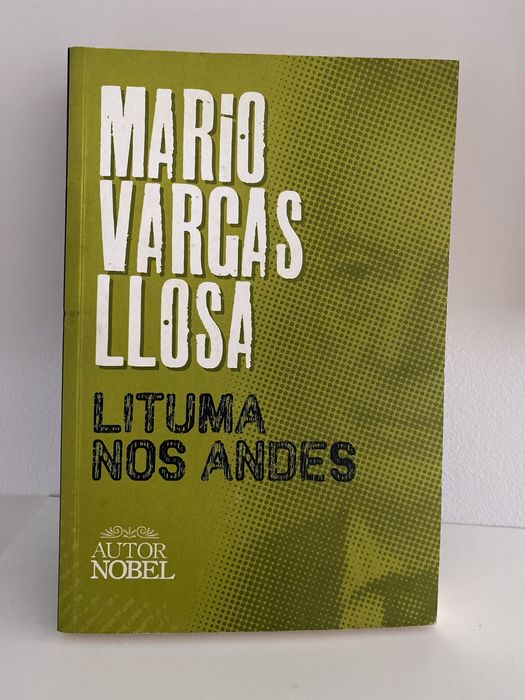 MARIO
VARGAS
LLOSA
LITUMA
NOS ANDES
AUTOR
NOBEL